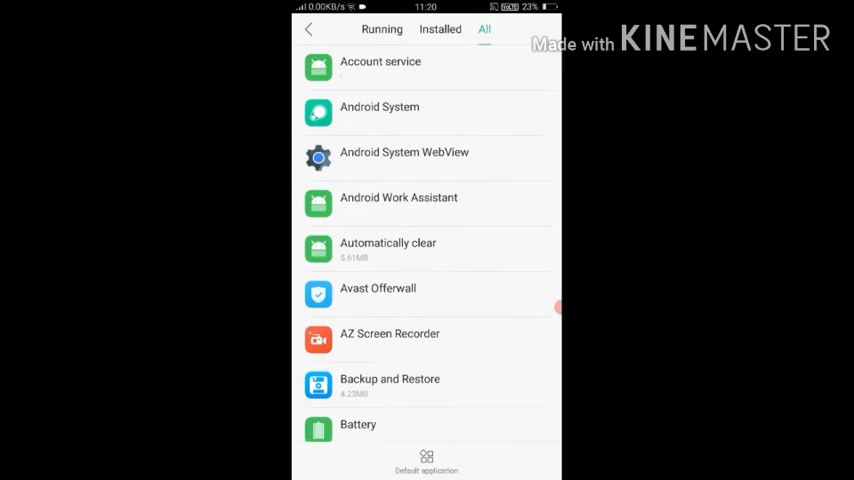 0.00KB/s 11:20 VoLTE 23%
Running Installed All
Made with KINEMASTER
Account service
Android System
Android System WebView
Android Work Assistant
Automatically clear
5.61MB
Avast Offerwall
AZ Screen Recorder
Backup and Restore
4.23MB
Battery
Default application